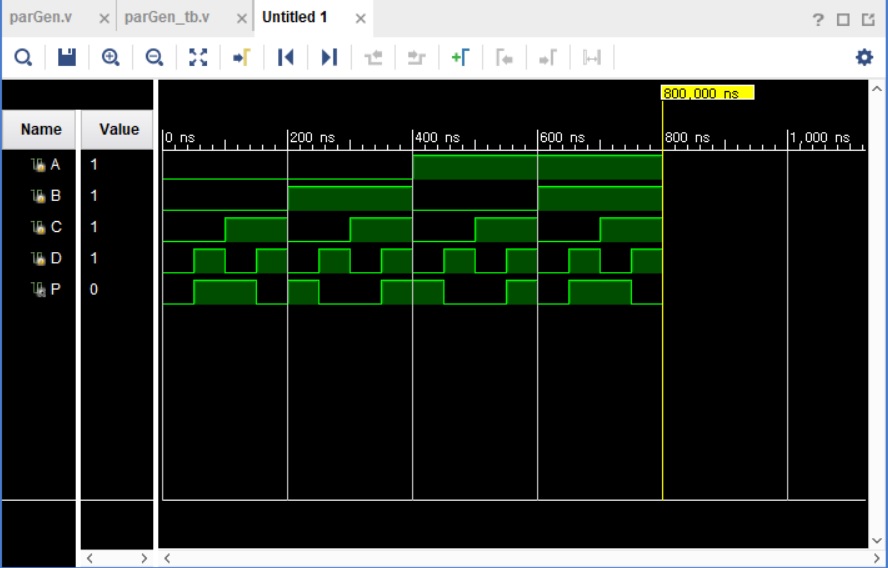 parGen.v × parGen_tb.v × Untitled 1 ×
?
800,000 ns
Name Value
0 ns 200 ns 400 ns 600 ns 800 ns 1,000 ns
A 1
B 1
C 1
D 1
P 0